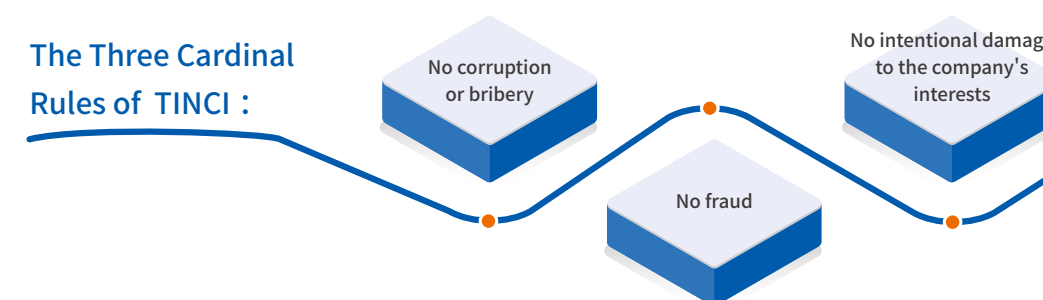 The Three Cardinal
Rules of TINCI：
No corruption
or bribery
No fraud
No intentional damag
to the company's
interests